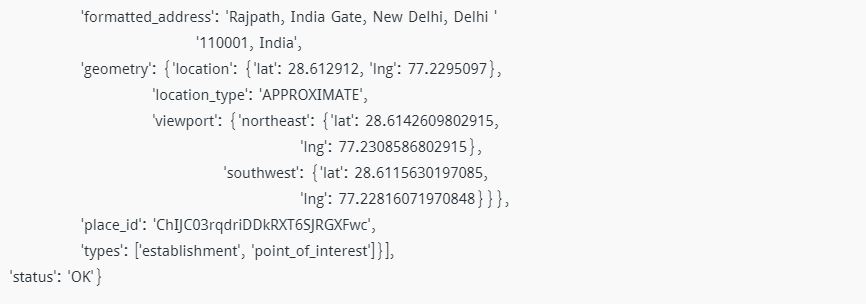 'formatted_address': 'Rajpath, India Gate, New Delhi, Delhi '
'110001, India',
'geometry': {'location': {'lat': 28.612912, 'lng': 77.2295097},
'location_type': 'APPROXIMATE',
'viewport': {'northeast': {'lat': 28.6142609802915,
'lng': 77.2308586802915},
'southwest': {'lat': 28.6115630197085,
'lng': 77.22816071970848}}},
'place_id': 'ChIJC03rqdriDDkRXT6SJRGXFwc',
'types': ['establishment', 'point_of_interest']}],
'status': 'OK'}